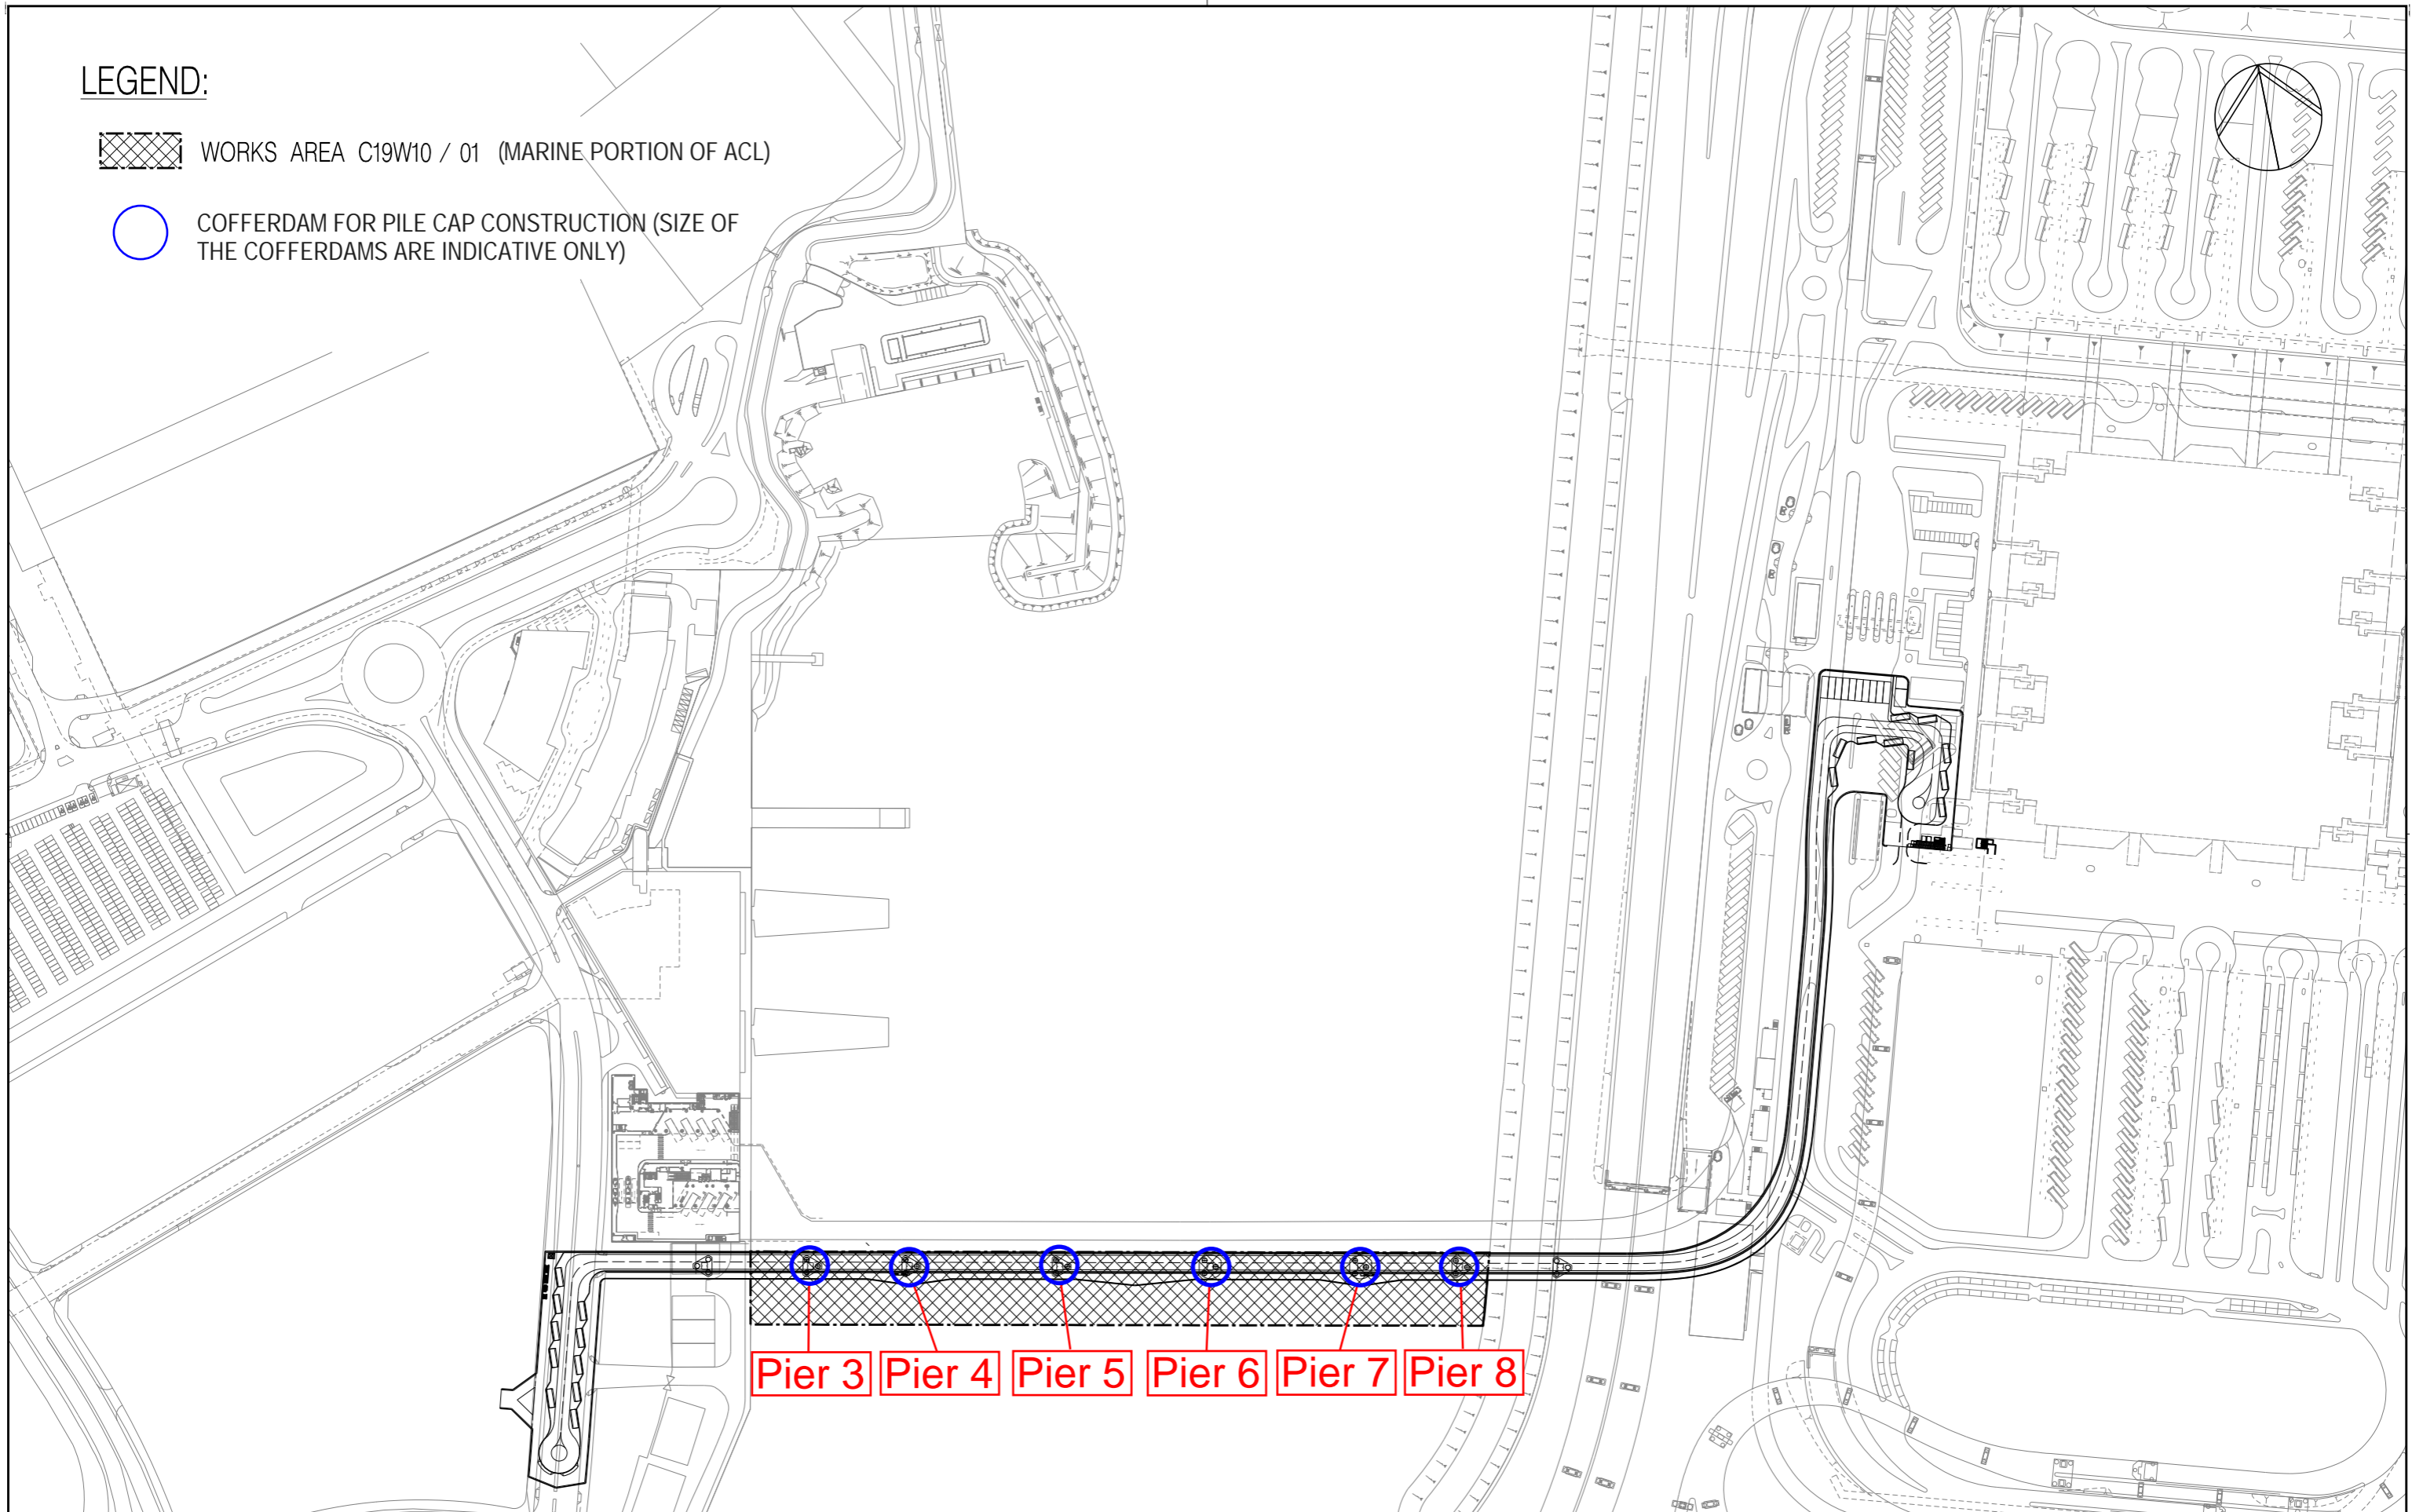 LEGEND:
WORKS AREA C19W10 / 01 (MARINE PORTION OF ACL)
COFFERDAM FOR PILE CAP CONSTRUCTION (SIZE OF
THE COFFERDAMS ARE INDICATIVE ONLY)
Pier 3
Pier 4
Pier 5
Pier 6
Pier 7
Pier 8